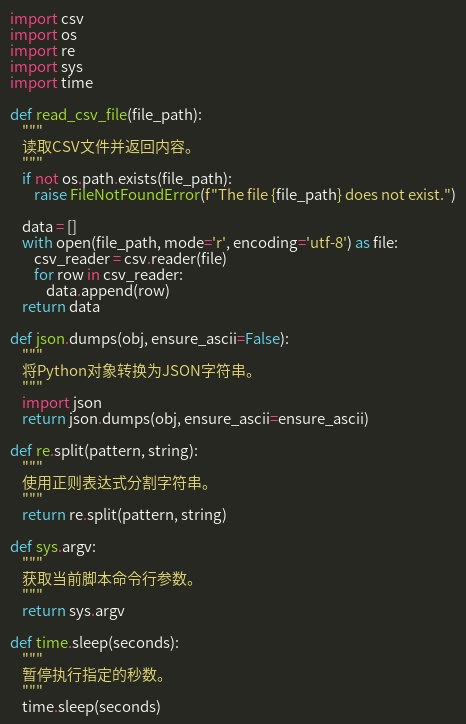 import csv
import os
import re
import sys
import time
def read_csv_file(file_path):
"""
读取CSV文件并返回内容。
"""
if not os.path.exists(file_path):
raise FileNotFoundError(f"The file {file_path} does not exist.")
data = []
with open(file_path, mode='r', encoding='utf-8') as file:
csv_reader = csv.reader(file)
for row in csv_reader:
data.append(row)
return data
def json.dumps(obj, ensure_ascii=False):
"""
将Python对象转换为JSON字符串。
"""
import json
return json.dumps(obj, ensure_ascii=ensure_ascii)
def re.split(pattern, string):
"""
使用正则表达式分割字符串。
"""
return re.split(pattern, string)
def sys.argv:
"""
获取当前脚本命令行参数。
"""
return sys.argv
def time.sleep(seconds):
"""
暂停执行指定的秒数。
"""
time.sleep(seconds)